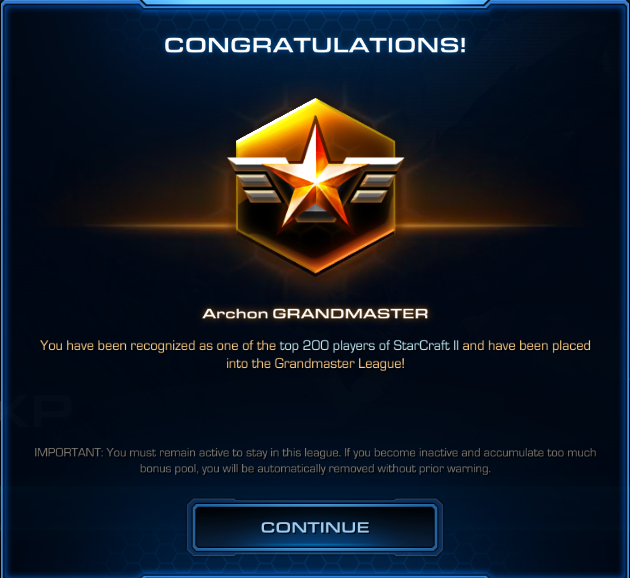 CONGRATULATIONS!
Archon GRANDMASTER
You have been recognized as one of the top 200 players of StarCraft II and have been placed
into the Grandmaster League!
XP
IMPORTANT: You must remain active to stay in this league. If you become inactive and accumulate too much
bonus pool, you will be automatically removed without prior warning.
CONTINUE